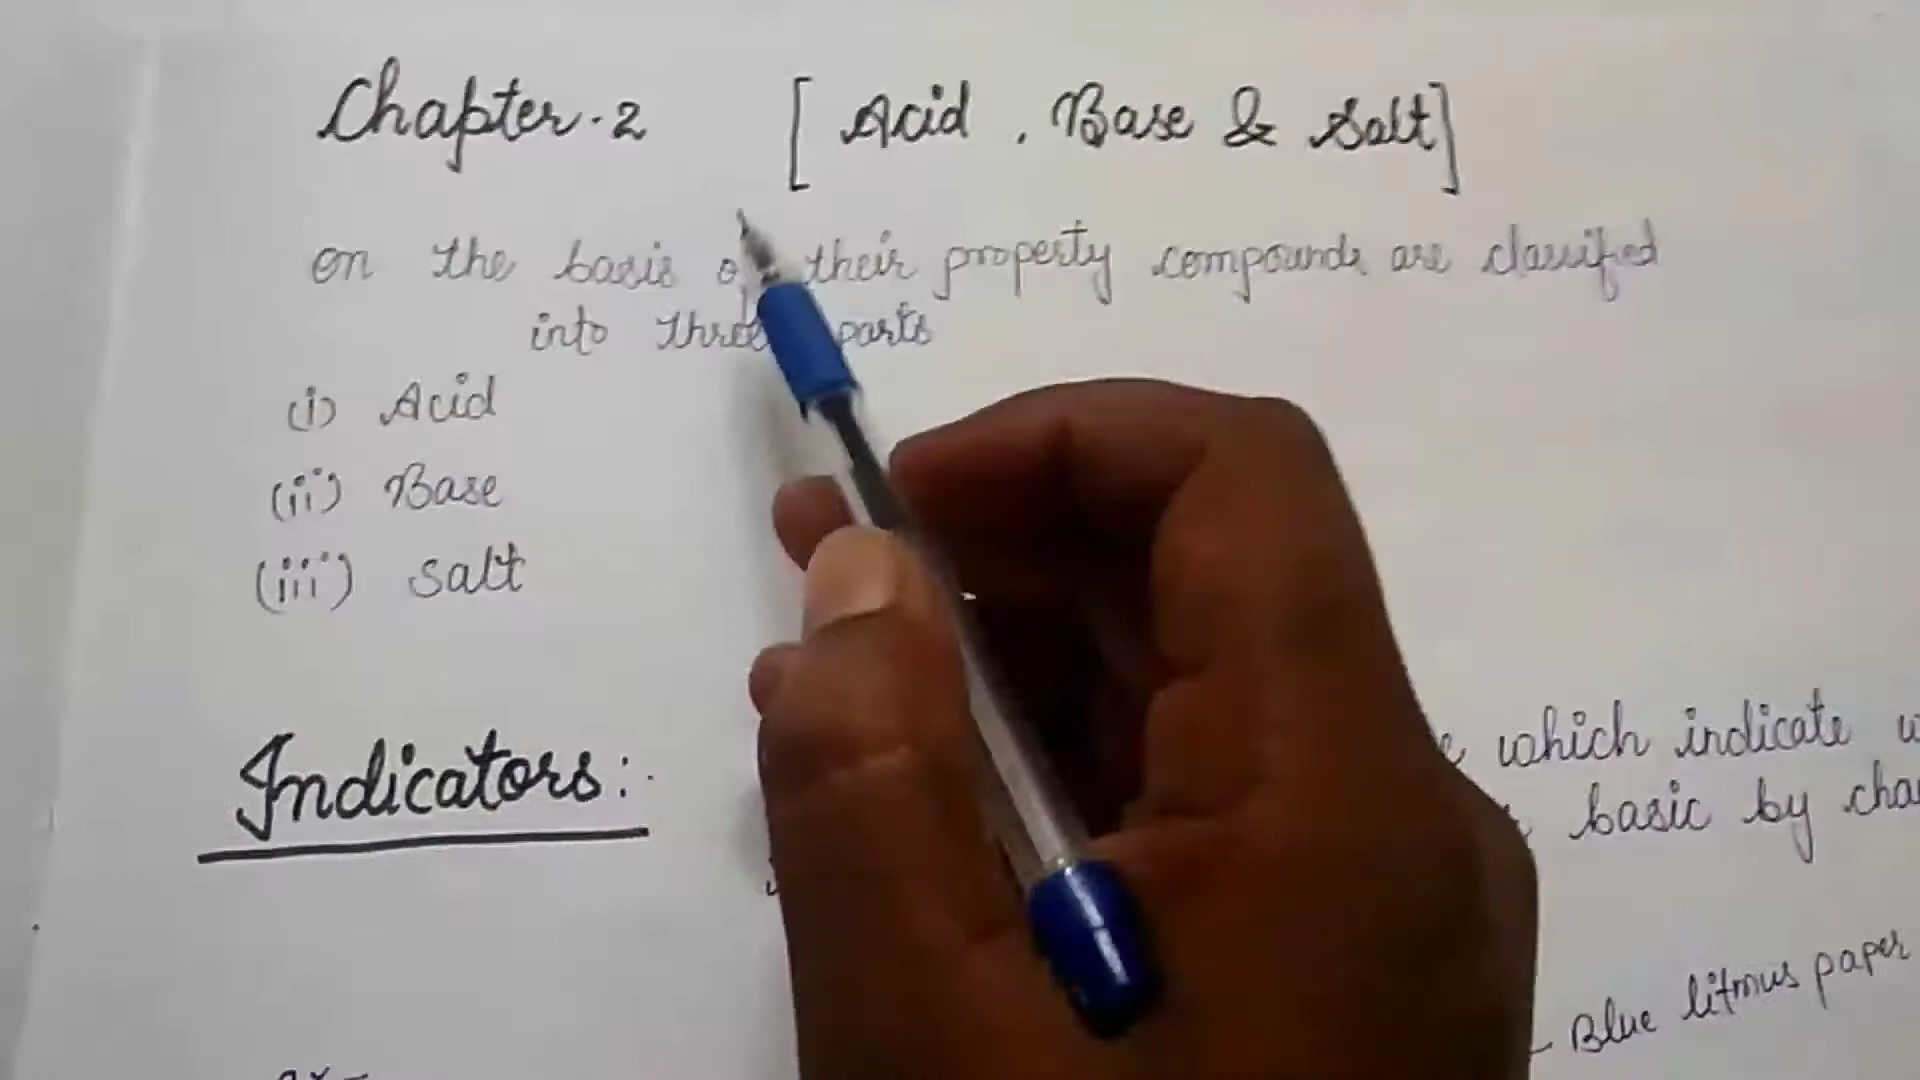 Chapter-2 [ Acid, Base & Salt]
on the basis of their property compounds are classified
into three parts
(i) Acid
(ii) Base
(iii) Salt
Indicators:-
which indicate
basic by
Blue litmus paper